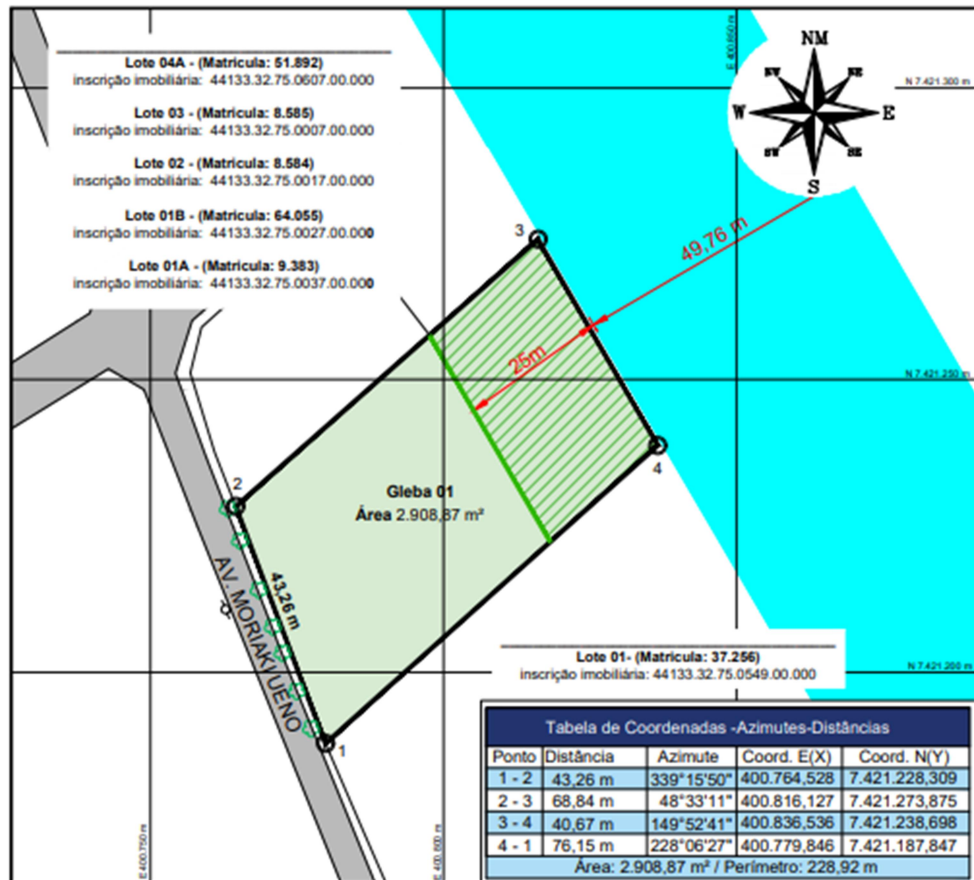 Lote 04A - (Matricula: 51.892)
inscrição imobiliária: 44133.32.75.0607.00.000
Lote 03 - (Matricula: 8.585)
inscrição imobiliária: 44133.32.75.0007.00.000
Lote 02 - (Matricula: 8.584)
inscrição imobiliária: 44133.32.75.0017.00.000
Lote 01B - (Matricula: 64.055)
inscrição imobiliária: 44133.32.75.0027.00.000
Lote 01A - (Matricula: 9.383)
inscrição imobiliária: 44133.32.75.0037.00.000
E 400.850 m
NM
NW
NE
W
E
SW
SE
S
N 7.421.300 m
3
49,76 m
25m
N 7.421.250 m
4
2
Gleba 01
Área 2.908,87 m²
43,26 m
AV. MORIAKI UENO
1
N 7.421.200 m
Lote 01- (Matricula: 37.256)
inscrição imobiliária: 44133.32.75.0549.00.000
E 400.750 m
E 400.800 m
Tabela de Coordenadas -Azimutes-Distâncias
Ponto Distância Azimute Coord. E(X) Coord. N(Y)
1 - 2 43,26 m 339°15'50" 400.764,528 7.421.228,309
2 - 3 68,84 m 48°33'11" 400.816,127 7.421.273,875
3 - 4 40,67 m 149°52'41" 400.836,536 7.421.238,698
4 - 1 76,15 m 228°06'27" 400.779,846 7.421.187,847
Área: 2.908,87 m² / Perímetro: 228,92 m